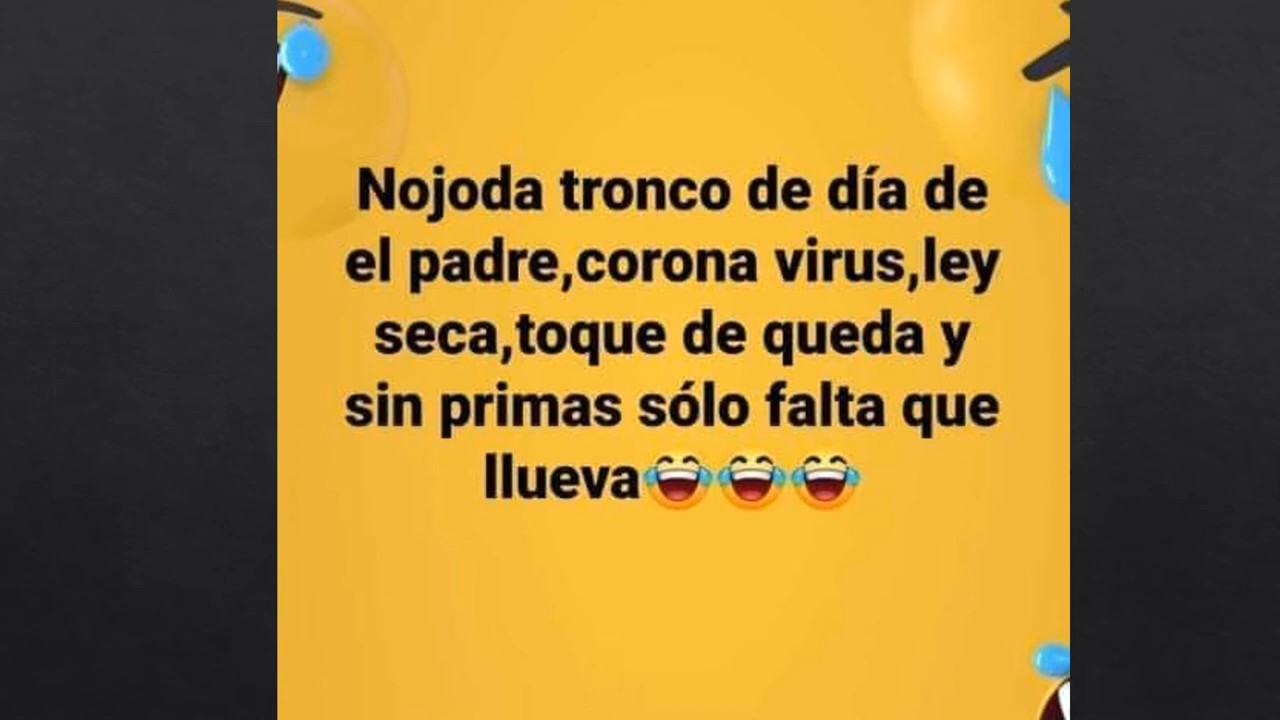 Nojoda tronco de día de
el padre,corona virus,ley
seca,toque de queda y
sin primas sólo falta que
llueva😂😂😂